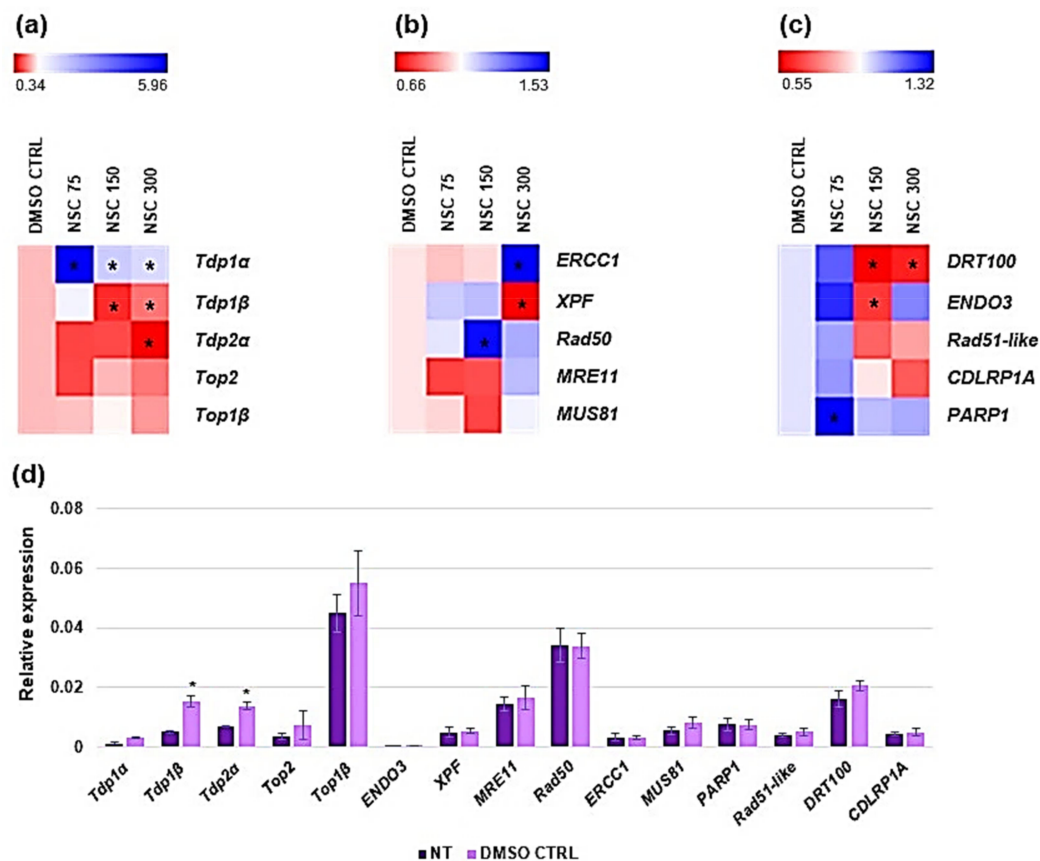 (a)
0.34 5.96
DMSO CTRL
NSC 75
NSC 150
NSC 300
* * * Tdp1α
* * Tdp1β
* Tdp2α
Top2
Top1β
(b)
0.66 1.53
DMSO CTRL
NSC 75
NSC 150
NSC 300
* ERCC1
* XPF
* Rad50
MRE11
MUS81
(c)
0.55 1.32
DMSO CTRL
NSC 75
NSC 150
NSC 300
* * DRT100
* ENDO3
Rad51-like
CDLRP1A
* PARP1
(d)
Relative expression
0.08
0.06
0.04
0.02
0
* *
Tdp1α
Tdp1β
Tdp2α
Top2
Top1β
ENDO3
XPF
MRE11
Rad50
ERCC1
MUS81
PARP1
Rad51-like
DRT100
CDLRP1A
NT DMSO CTRL